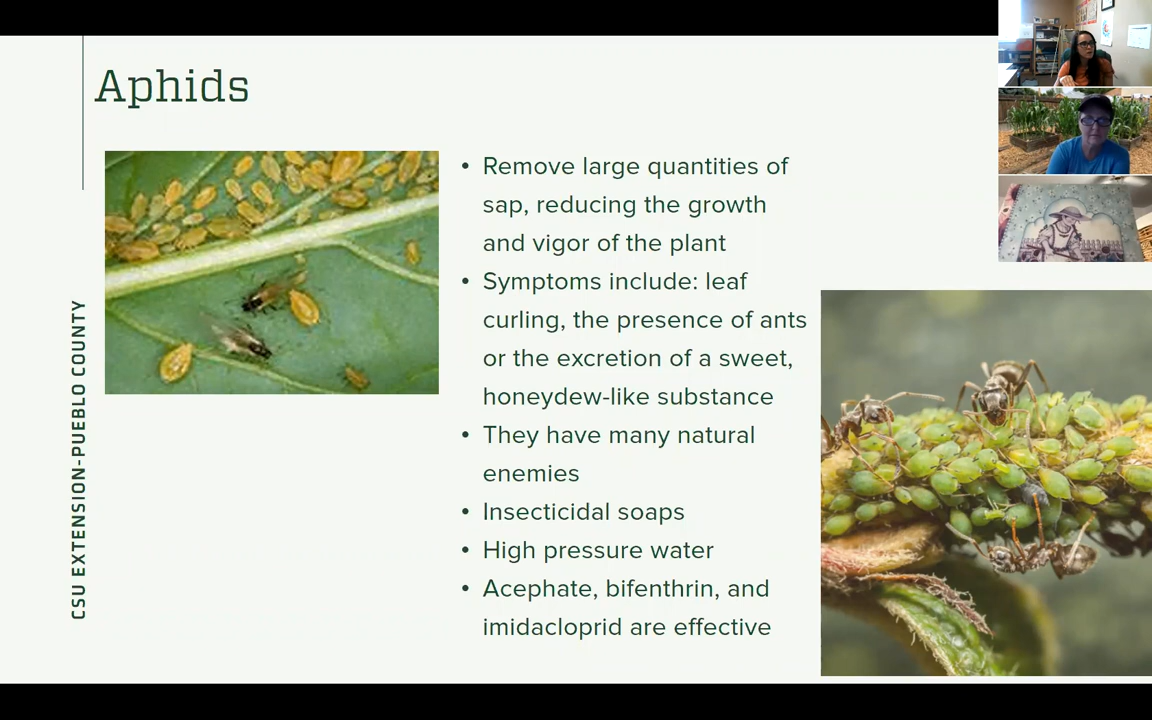 Aphids
• Remove large quantities of
sap, reducing the growth
and vigor of the plant
• Symptoms include: leaf
curling, the presence of ants
or the excretion of a sweet,
honeydew-like substance
• They have many natural
enemies
• Insecticidal soaps
• High pressure water
• Acephate, bifenthrin, and
imidacloprid are effective
CSU EXTENSION-PUEBLO COUNTY